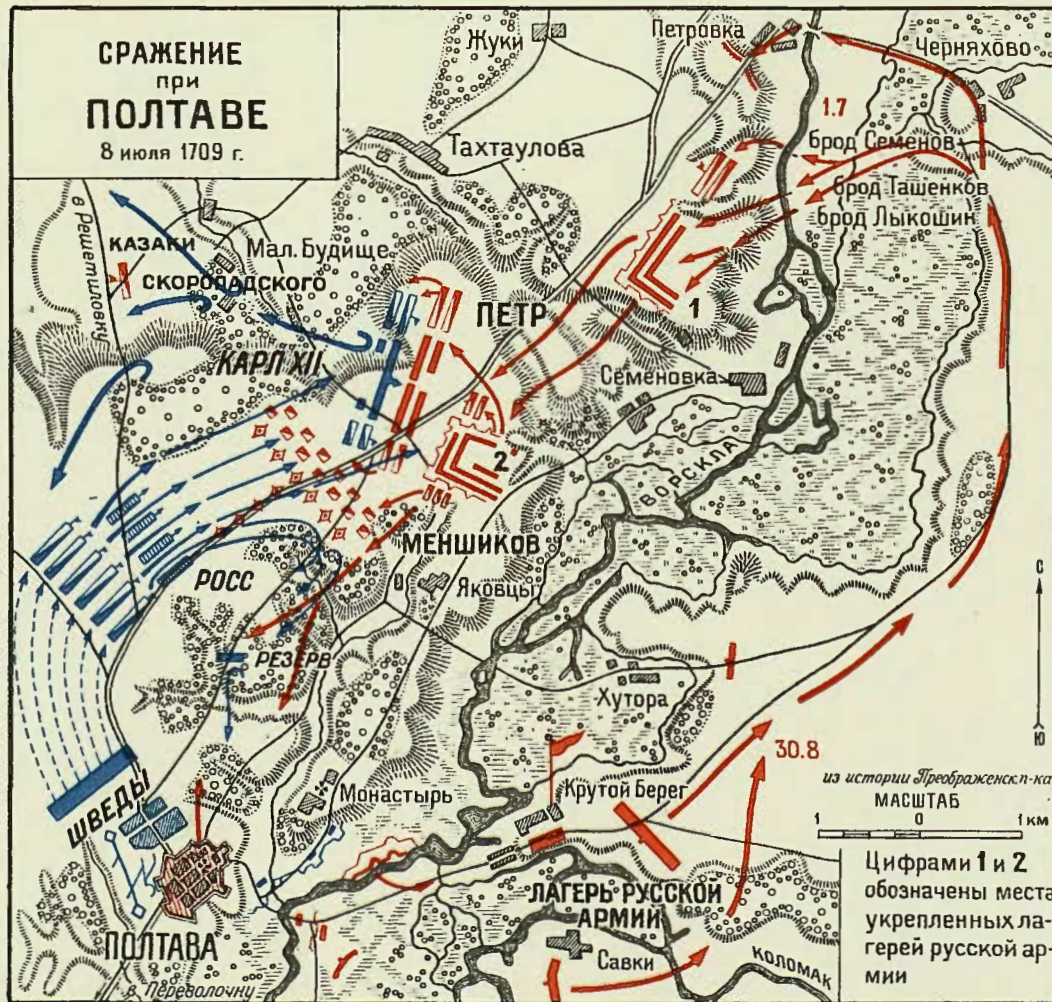 СРАЖЕНИЕ
при
ПОЛТАВЕ
8 июля 1709 г.
Жуки
Петровка
Черняхово
1.7
Тахтаулова
Брод Семенов
брод Ташенков
брод Лыкошин
в Решетиловку
КАЗАКИ
СКОРОПАДСКОГО
Мал. Будище
ПЕТР
1
КАРЛ XII
Семеновка
2
ВОРСКЛА
МЕНШИКОВ
РОСС
Яковцы
РЕЗЕРВ
С
Ю
Хутора
30.8
ШВЕДЫ
Монастырь
Крутой Берег
из истории Преображенск.п-ка
МАСШТАБ
1 0 1 км
ЛАГЕРЬ РУССКОЙ
АРМИИ
ПОЛТАВА
Савки
КОЛОМАК
в Переволочну
Цифрами 1 и 2
обозначены места
укрепленных ла-
герей русской ар-
мии